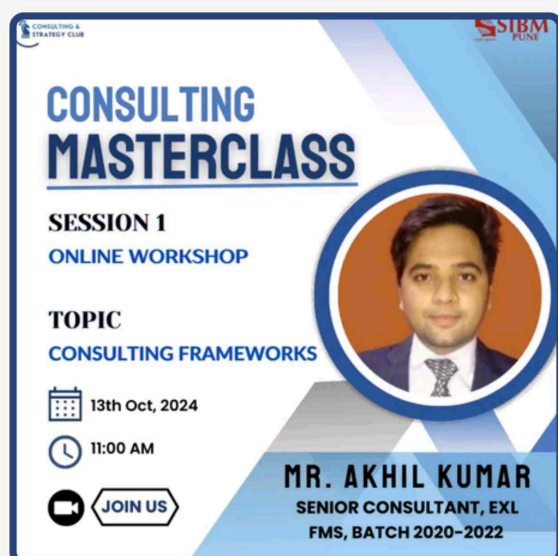 CONSULTING &
STRATEGY CLUB
SIBM
PUNE
CONSULTING
MASTERCLASS
SESSION 1
ONLINE WORKSHOP
TOPIC
CONSULTING FRAMEWORKS
13th Oct, 2024
11:00 AM
JOIN US
MR. AKHIL KUMAR
SENIOR CONSULTANT, EXL
FMS, BATCH 2020-2022